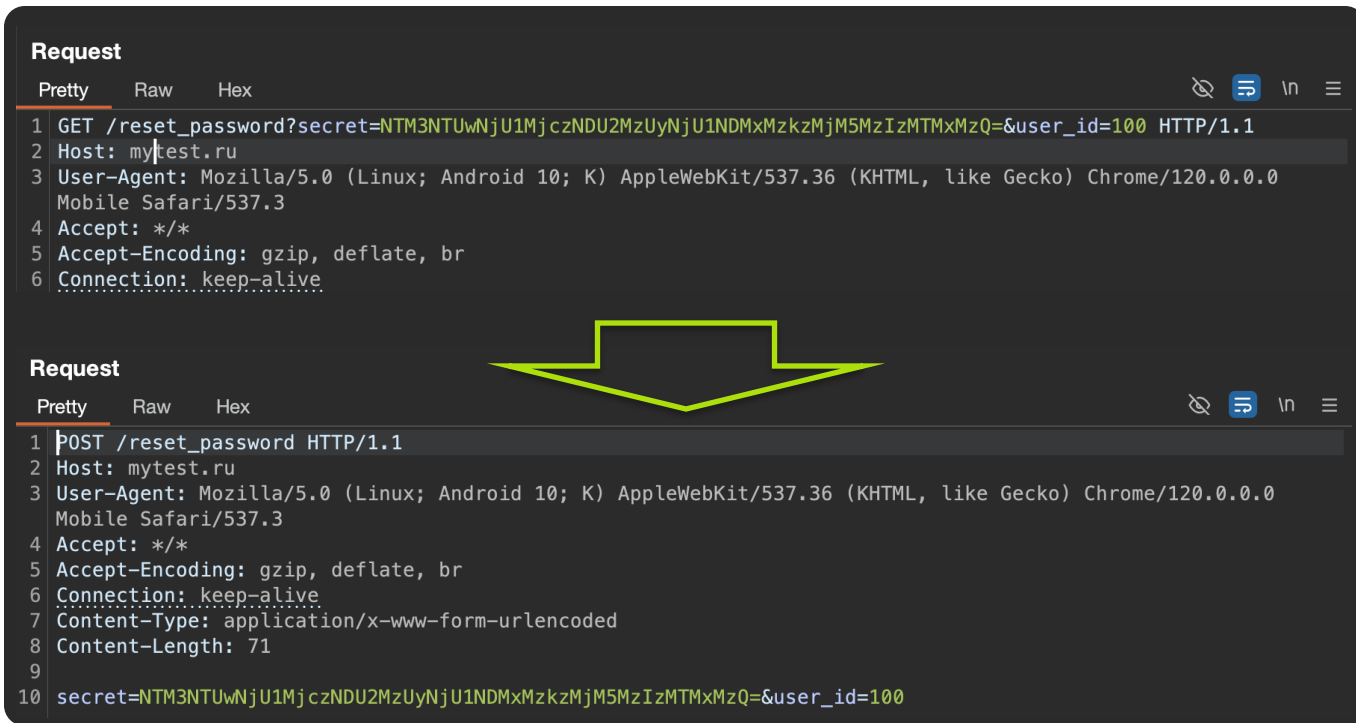 Request
Pretty Raw Hex \n
1 GET /reset_password?secret=NTM3NTUwNjU1MjczNDU2MzUyNjU1NDMxMzkzMjM5MzIzMTMxMzQ=&user_id=100 HTTP/1.1
2 Host: mytest.ru
3 User-Agent: Mozilla/5.0 (Linux; Android 10; K) AppleWebKit/537.36 (KHTML, like Gecko) Chrome/120.0.0.0
Mobile Safari/537.3
4 Accept: */*
5 Accept-Encoding: gzip, deflate, br
6 Connection: keep-alive
Request
Pretty Raw Hex \n
1 POST /reset_password HTTP/1.1
2 Host: mytest.ru
3 User-Agent: Mozilla/5.0 (Linux; Android 10; K) AppleWebKit/537.36 (KHTML, like Gecko) Chrome/120.0.0.0
Mobile Safari/537.3
4 Accept: */*
5 Accept-Encoding: gzip, deflate, br
6 Connection: keep-alive
7 Content-Type: application/x-www-form-urlencoded
8 Content-Length: 71
9
10 secret=NTM3NTUwNjU1MjczNDU2MzUyNjU1NDMxMzkzMjM5MzIzMTMxMzQ=&user_id=100